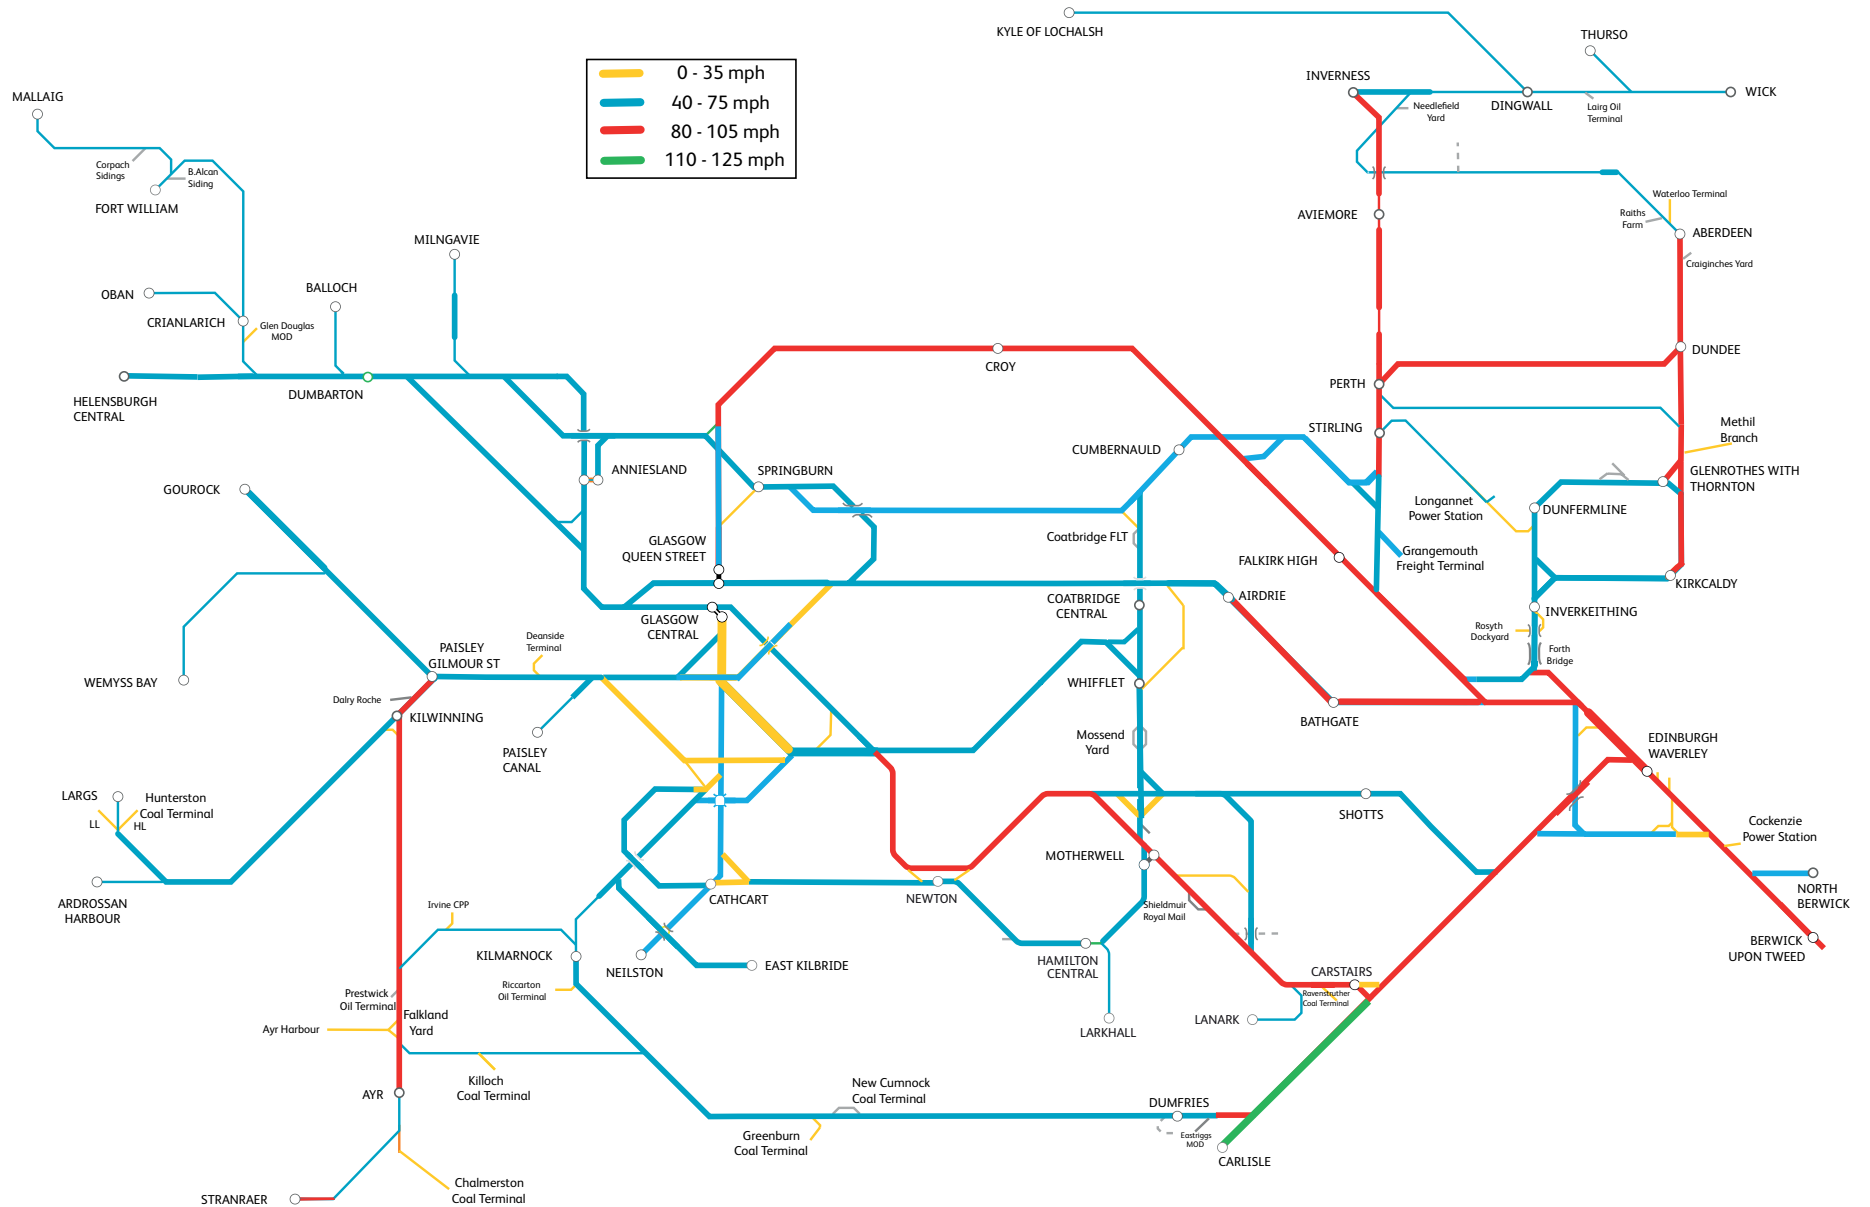 KYLE OF LOCHALSH
THURSO
0 - 35 mph
40 - 75 mph
80 - 105 mph
110 - 125 mph
INVERNESS
DINGWALL
WICK
Needlefield
Yard
Lairg Oil
Terminal
MALLAIG
Corpach
Sidings
B.Alcan
Siding
FORT WILLIAM
Waterloo Terminal
Raiths
Farm
AVIEMORE
ABERDEEN
Craiginches Yard
MILNGAVIE
BALLOCH
OBAN
CRIANLARICH
Glen Douglas
MOD
DUNDEE
CROY
PERTH
HELENSBURGH
CENTRAL
DUMBARTON
STIRLING
Methil
Branch
CUMBERNAULD
ANNIESLAND
SPRINGBURN
GLENROTHES WITH
THORNTON
GOUROCK
Longannet
Power Station
DUNFERMLINE
GLASGOW
QUEEN STREET
Coatbridge FLT
FALKIRK HIGH
Grangemouth
Freight Terminal
KIRKCALDY
COATBRIDGE
CENTRAL
AIRDRIE
INVERKEITHING
GLASGOW
CENTRAL
Rosyth
Dockyard
Forth
Bridge
Deanside
Terminal
PAISLEY
GILMOUR ST
WEMYSS BAY
WHIFFLET
Dalry Roche
KILWINNING
BATHGATE
PAISLEY
CANAL
Mossend
Yard
EDINBURGH
WAVERLEY
LARGS
Hunterston
Coal Terminal
LL
HL
SHOTTS
Cockenzie
Power Station
MOTHERWELL
ARDROSSAN
HARBOUR
CATHCART
NEWTON
NORTH
BERWICK
Irvine CPP
Shieldmuir
Royal Mail
KILMARNOCK
NEILSTON
EAST KILBRIDE
HAMILTON
CENTRAL
BERWICK
UPON TWEED
CARSTAIRS
Ravenstruther
Coal Terminal
Riccarton
Oil Terminal
Prestwick
Oil Terminal
Falkland
Yard
Ayr Harbour
LARKHALL
LANARK
Killoch
Coal Terminal
AYR
New Cumnock
Coal Terminal
DUMFRIES
Greenburn
Coal Terminal
Eastriggs
MOD
CARLISLE
Chalmerston
Coal Terminal
STRANRAER